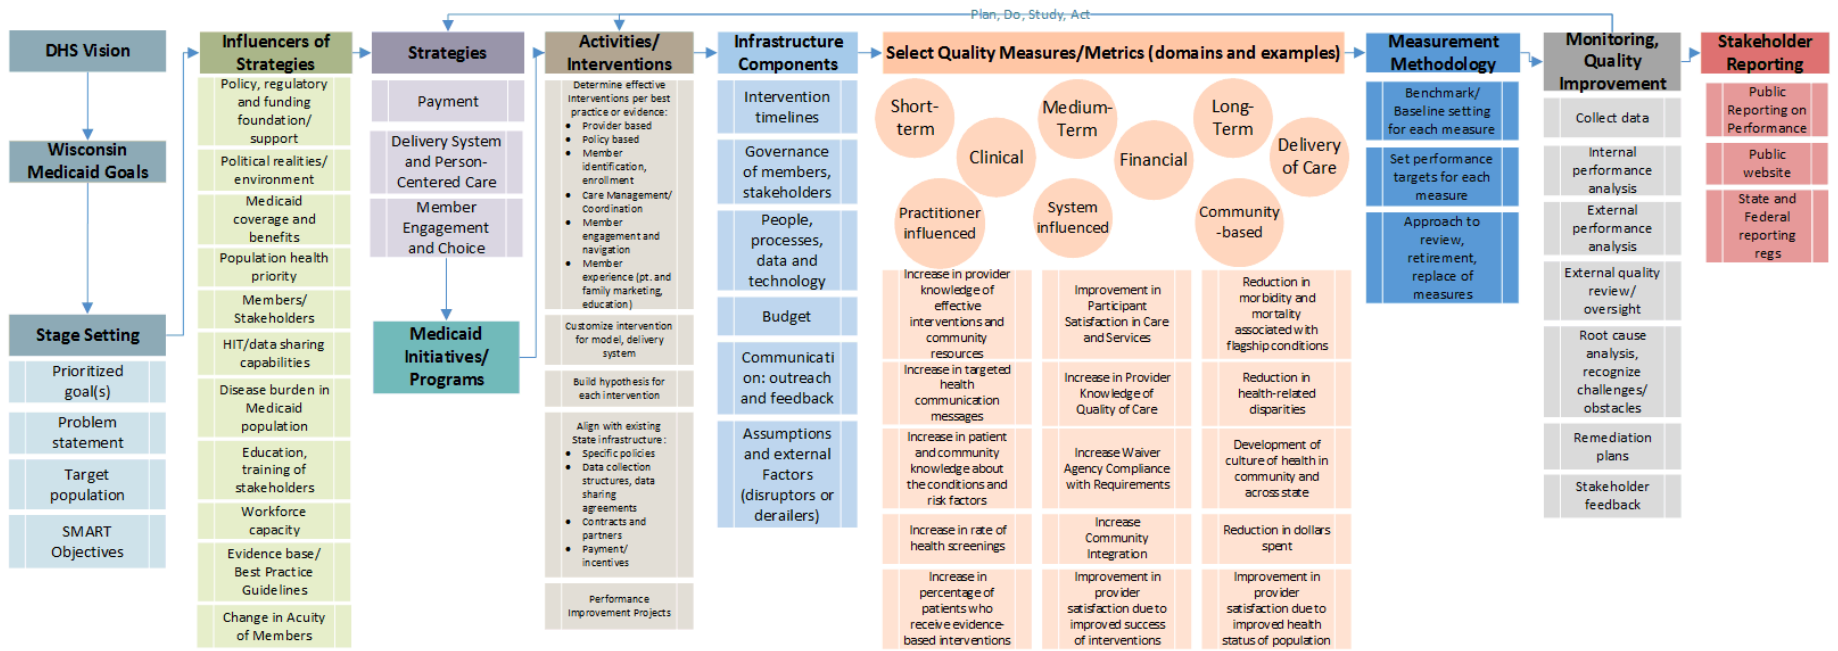 Plan, Do, Study, Act
DHS Vision
Wisconsin
Medicaid Goals
Stage Setting
Prioritized
goal(s)
Problem
statement
Target
population
SMART
Objectives
Influencers of
Strategies
Policy, regulatory
and funding
foundation/
support
Political realities/
environment
Medicaid
coverage and
benefits
Population health
priority
Members/
Stakeholders
HIT/data sharing
capabilities
Disease burden in
Medicaid
population
Education,
training of
stakeholders
Workforce
capacity
Evidence base/
Best Practice
Guidelines
Change in Acuity
of Members
Strategies
Payment
Delivery System
and Person-
Centered Care
Member
Engagement
and Choice
Medicaid
Initiatives/
Programs
Activities/
Interventions
Determine effective
Interventions per best
practice or evidence:
• Provider based
• Policy based
• Member
identification,
enrollment
• Care Management/
Coordination
• Member
engagement and
navigation
• Member
experience (pt. and
family marketing,
education)
Customize intervention
for model, delivery
system
Build hypothesis for
each intervention
Align with existing
State infrastructure:
• Specific policies
• Data collection
structures, data
sharing
agreements
• Contracts and
partners
• Payment/
incentives
Performance
Improvement Projects
Infrastructure
Components
Intervention
timelines
Governance
of members,
stakeholders
People,
processes,
data and
technology
Budget
Communicati
on: outreach
and feedback
Assumptions
and external
Factors
(disruptors or
derailers)
Select Quality Measures/Metrics (domains and examples)
Short-
term
Clinical
Medium-
Term
Financial
Long-
Term
Delivery
of Care
Practitioner
influenced
System
influenced
Community
-based
Increase in provider
knowledge of
effective
interventions and
community
resources
Increase in targeted
health
communication
messages
Increase in patient
and community
knowledge about
the conditions and
risk factors
Increase in rate of
health screenings
Increase in
percentage of
patients who
receive evidence-
based interventions
Improvement in
Participant
Satisfaction in Care
and Services
Increase in Provider
Knowledge of
Quality of Care
Increase Waiver
Agency Compliance
with Requirements
Increase
Community
Integration
Improvement in
provider
satisfaction due to
improved success
of interventions
Reduction in
morbidity and
mortality
associated with
flagship conditions
Reduction in
health-related
disparities
Development of
culture of health in
community and
across state
Reduction in dollars
spent
Improvement in
provider
satisfaction due to
improved health
status of population
Measurement
Methodology
Benchmark/
Baseline setting
for each measure
Set performance
targets for each
measure
Approach to
review,
retirement,
replace of
measures
Monitoring,
Quality
Improvement
Collect data
Internal
performance
analysis
External
performance
analysis
External quality
review/
oversight
Root cause
analysis,
recognize
challenges/
obstacles
Remediation
plans
Stakeholder
feedback
Stakeholder
Reporting
Public
Reporting on
Performance
Public
website
State and
Federal
reporting
regs